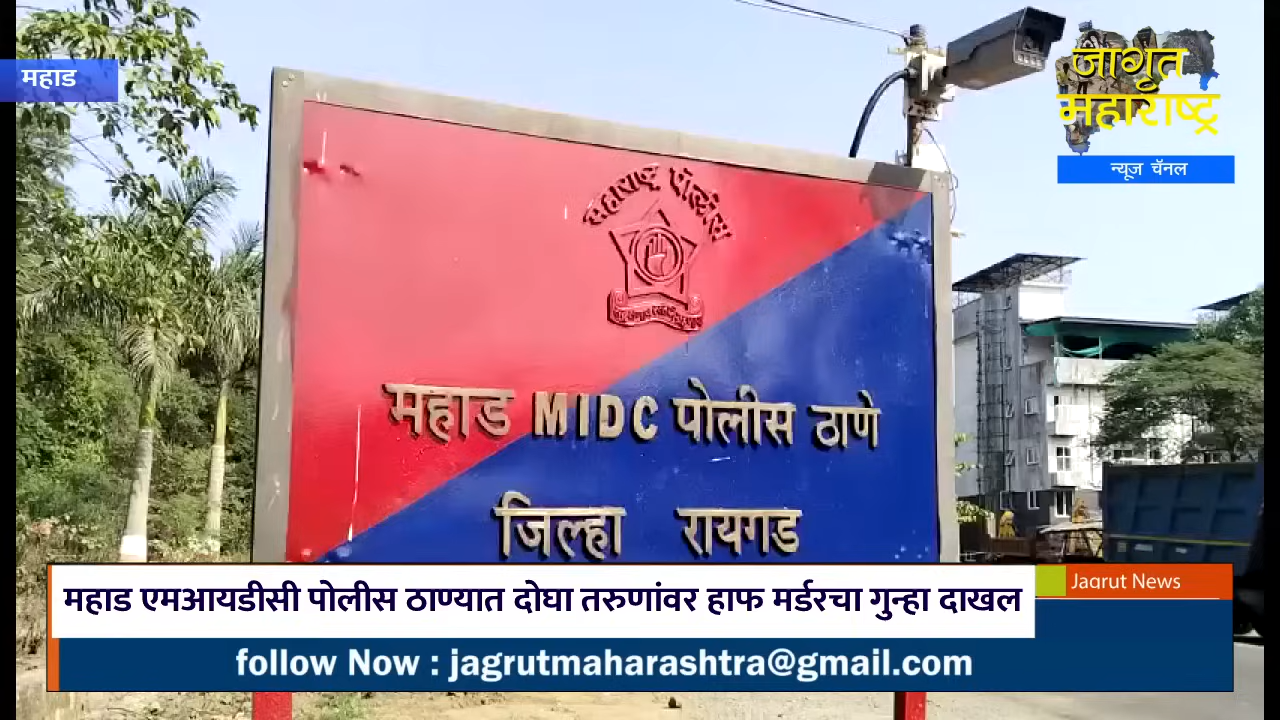 महाड
जागृत
महाराष्ट्र
न्यूज चॅनल
महाराष्ट्र पोलीस
महाड MIDC पोलीस ठाणे
जिल्हा रायगड
महाड एमआयडीसी पोलीस ठाण्यात दोघा तरुणांवर हाफ मर्डरचा गुन्हा दाखल
Jagrut News
follow Now : jagrutmaharashtra@gmail.com